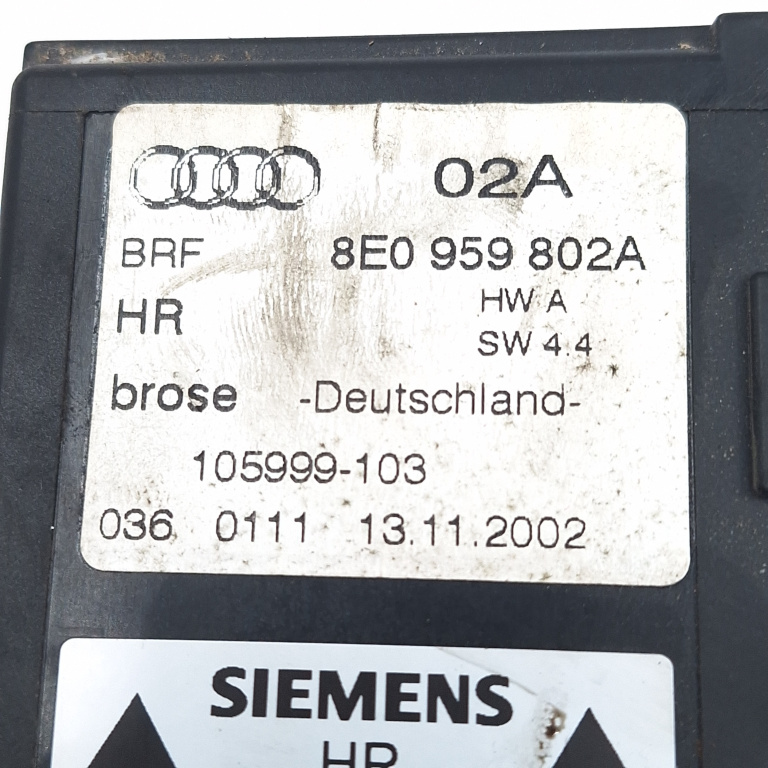 02A
BRF 8E0 959 802A
HR HW A
SW 4.4
brose -Deutschland-
105999-103
036 0111 13.11.2002
SIEMENS
HR